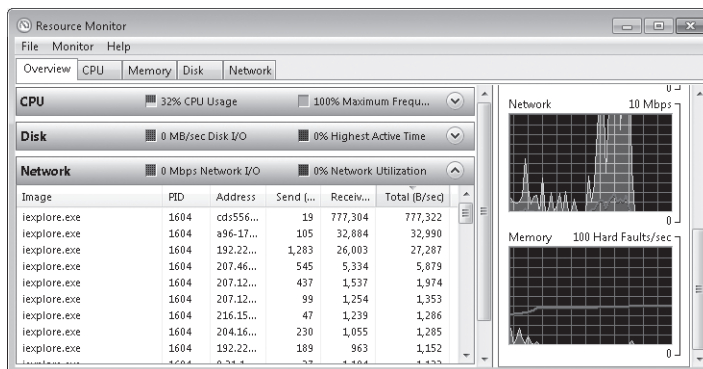 Resource Monitor
File Monitor Help
Overview CPU Memory Disk Network
CPU 32% CPU Usage 100% Maximum Frequ...
Disk 0 MB/sec Disk I/O 0% Highest Active Time
Network 0 Mbps Network I/O 0% Network Utilization
Image PID Address Send (... Receiv... Total (B/sec)
iexplore.exe 1604 cds556... 19 777,304 777,322
iexplore.exe 1604 a96-17... 105 32,884 32,990
iexplore.exe 1604 192.22... 1,283 26,003 27,287
iexplore.exe 1604 207.46... 545 5,334 5,879
iexplore.exe 1604 207.12... 437 1,537 1,974
iexplore.exe 1604 207.12... 99 1,254 1,353
iexplore.exe 1604 216.15... 47 1,239 1,286
iexplore.exe 1604 204.16... 230 1,055 1,285
iexplore.exe 1604 192.22... 189 963 1,152
0
Network 10 Mbps
0
Memory 100 Hard Faults/sec
0